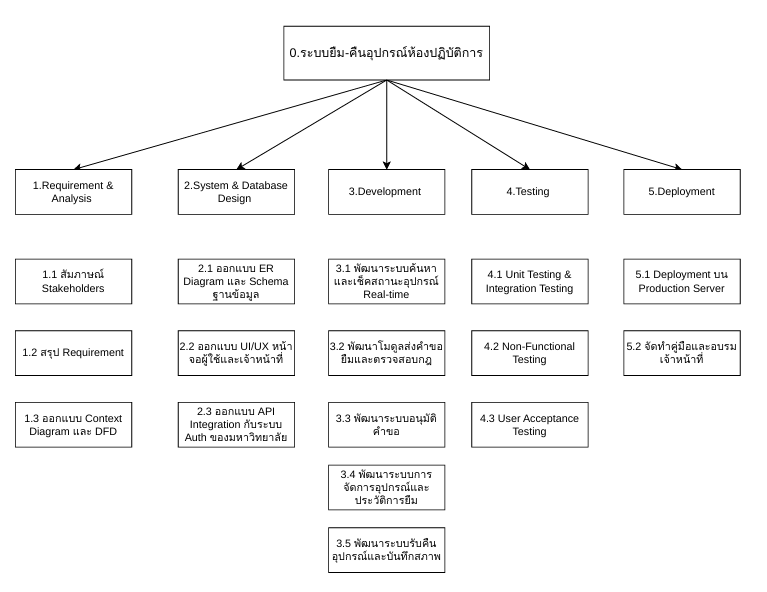 0.ระบบยืม-คืนอุปกรณ์ห้องปฏิบัติการ
1.Requirement &
Analysis
2.System & Database
Design
3.Development
4.Testing
5.Deployment
1.1 สัมภาษณ์
Stakeholders
2.1 ออกแบบ ER
Diagram และ Schema
ฐานข้อมูล
3.1 พัฒนาระบบค้นหา
และเช็คสถานะอุปกรณ์
Real-time
4.1 Unit Testing &
Integration Testing
5.1 Deployment บน
Production Server
1.2 สรุป Requirement
2.2 ออกแบบ UI/UX หน้า
จอผู้ใช้และเจ้าหน้าที่
3.2 พัฒนาโมดูลส่งคำขอ
ยืมและตรวจสอบกฎ
4.2 Non-Functional
Testing
5.2 จัดทำคู่มือและอบรม
เจ้าหน้าที่
1.3 ออกแบบ Context
Diagram และ DFD
2.3 ออกแบบ API
Integration กับระบบ
Auth ของมหาวิทยาลัย
3.3 พัฒนาระบบอนุมัติ
คำขอ
4.3 User Acceptance
Testing
3.4 พัฒนาระบบการ
จัดการอุปกรณ์และ
ประวัติการยืม
3.5 พัฒนาระบบรับคืน
อุปกรณ์และบันทึกสภาพ